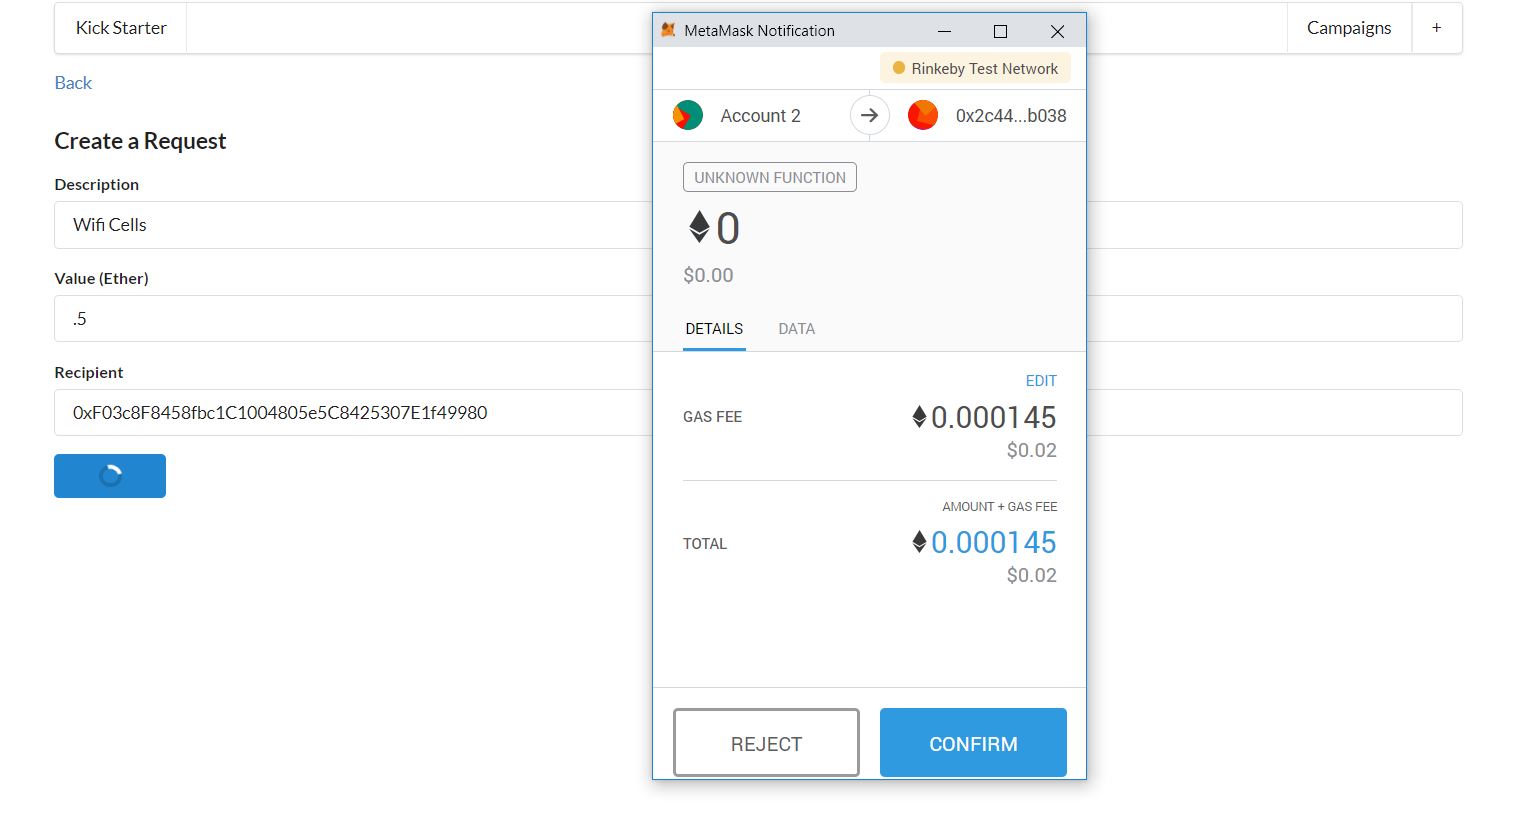 Kick Starter
Campaigns
+
Back
Create a Request
Description
Wifi Cells
Value (Ether)
.5
Recipient
0xF03c8F8458fbc1C1004805e5C8425307E1f49980
MetaMask Notification
Rinkeby Test Network
Account 2
0x2c44...b038
UNKNOWN FUNCTION
0
$0.00
DETAILS DATA
EDIT
GAS FEE 0.000145
$0.02
AMOUNT + GAS FEE
TOTAL 0.000145
$0.02
REJECT CONFIRM